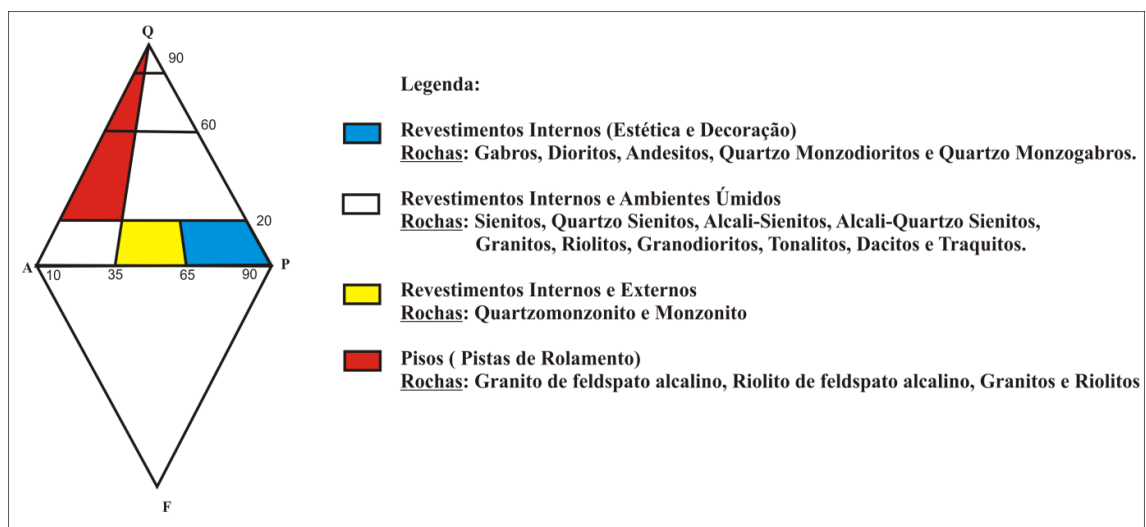 Q
90
60
20
A
10
35
65
90
P
F
Legenda:
Revestimentos Internos (Estética e Decoração)
Rochas: Gabros, Dioritos, Andesitos, Quartzo Monzodioritos e Quartzo Monzogabros.
Revestimentos Internos e Ambientes Úmidos
Rochas: Sienitos, Quartzo Sienitos, Alcali-Sienitos, Alcali-Quartzo Sienitos,
Granitos, Riolitos, Granodioritos, Tonalitos, Dacitos e Traquitos.
Revestimentos Internos e Externos
Rochas: Quartzomonzonito e Monzonito
Pisos ( Pistas de Rolamento)
Rochas: Granito de feldspato alcalino, Riolito de feldspato alcalino, Granitos e Riolitos